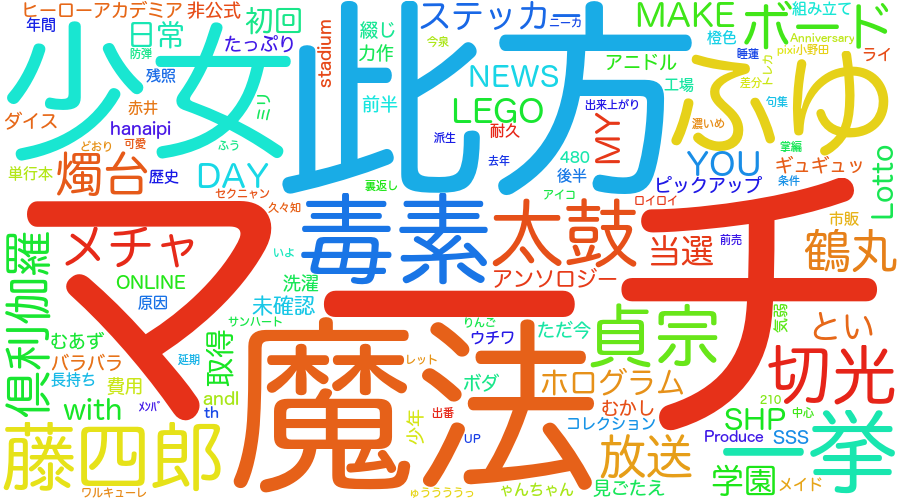 ヒーローアカデミア 非公式
初回
ステッカー
ニーカ
MAKE
ボード
組み立て
年間
日常
たっぷり
stadium
綴じ
力作
今泉
橙色
Anniversary
pixi小野田
睡蓮
ライ
防弾
少女
此方
ふゆ
残照
アニドル
NEWS
工場
差分
トレカ
赤井
ミリ
前半
LEGO
出来上がり
句集
ダイス
hanaipi
可愛
耐久
MY
濃いめ
どおり
ふう
派生
掌編
単行本
燭台
歴史
DAY
裏返し
去年
480
後半
YOU
ギュギュッ
ピックアップ
条件
Lotto
セクニャン
アイコ
ロイロイ
久々知
マーチ
毒素
太鼓
市販
メチャ
当選
前売
鶴丸
倶利伽羅
いよ
アンソロジー
ONLINE
洗濯
原因
未確認
気弱
サンハート
りんご
ただ今
貞宗
とい
むあず
取得
ウチワ
バラバラ
延期
魔法
レット
切光
長持ち
費用
ボダ
ホログラム
andl
with
ﾒﾝﾊﾞ
th
少年
出番
むかし
210
コレクション
SHP
中心
一挙
藤四郎
UP
放送
Produce
SSS
学園
メイド
見ごたえ
ワルキューレ
ゅううううっ
ゃんちゃん